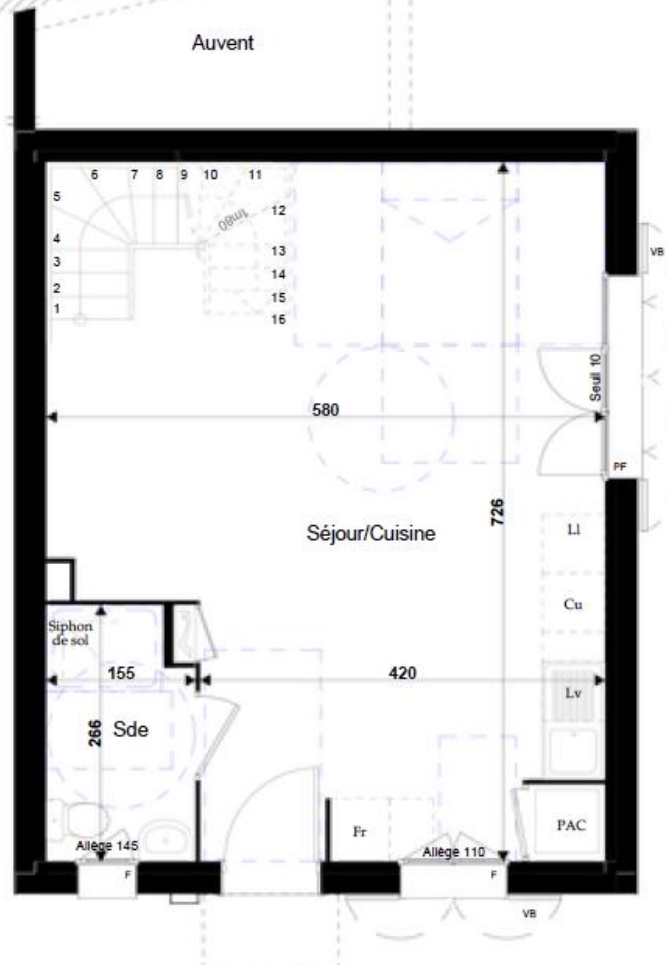 Auvent
6 7 8 9 10 11
5
12
1m80
4
13
3
14
2
15
1
16
VB
Seuil 10
580
PF
726
Séjour/Cuisine
Ll
Cu
Siphon
de sol
155
420
Lv
266
Sde
Fr
PAC
Allège 145
Allège 110
F
F
VB